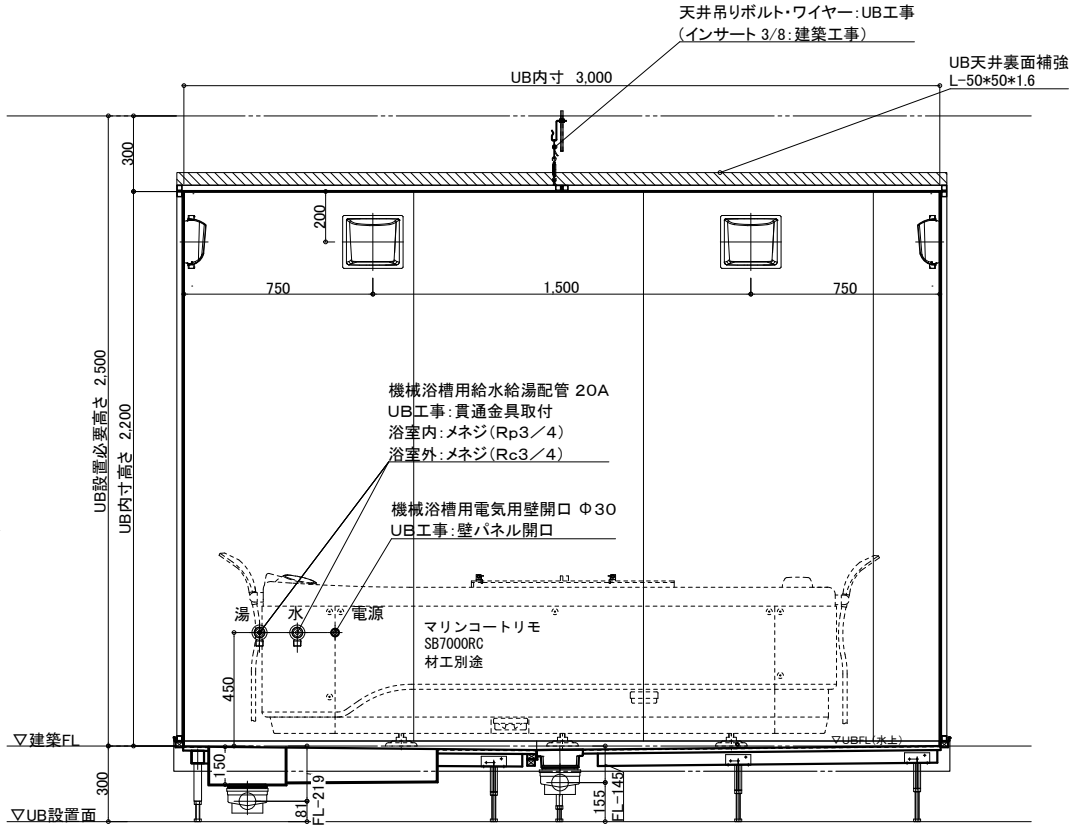 天井吊りボルト・ワイヤー：UB工事
(インサート 3/8：建築工事)
UB天井裏面補強
L-50*50*1.6
UB内寸 3,000
300
200
750
1,500
750
UB設置必要高さ 2,500
UB内寸高さ 2,200
機械浴槽用給水給湯配管 20A
UB工事：貫通金具取付
浴室内：メネジ(Rp3／4)
浴室外：メネジ(Rc3／4)
機械浴槽用電気用壁開口 Φ30
UB工事：壁パネル開口
湯
水
電源
マリンコートリモ
SB7000RC
材工別途
450
▽建築FL
▽UBFL(水上)
150
300
81
FL-219
155
FL-145
▽UB設置面